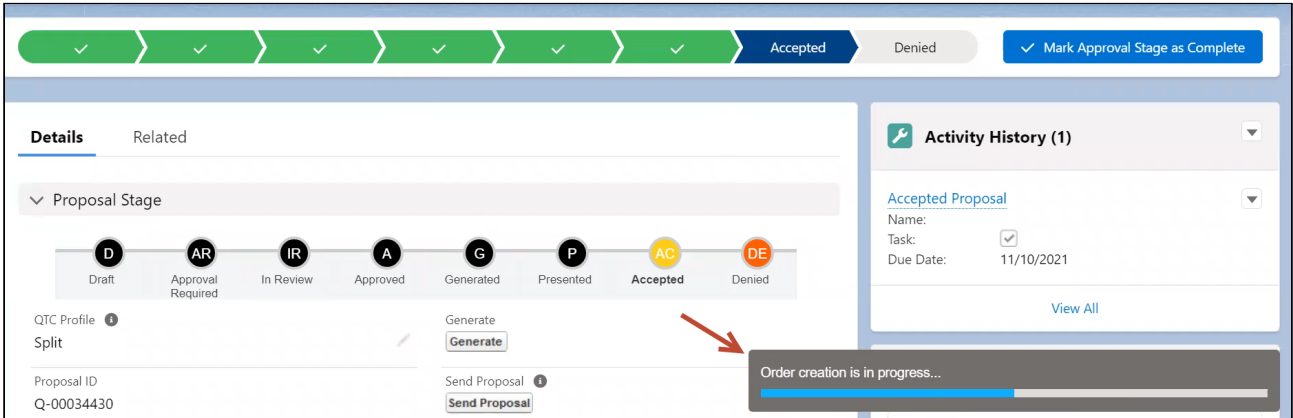 Accepted
Denied
Mark Approval Stage as Complete
Details
Related
Activity History (1)
Proposal Stage
Accepted Proposal
Name:
Task:
Due Date: 11/10/2021
View All
D
AR
IR
A
G
P
AC
DE
Draft
Approval
Required
In Review
Approved
Generated
Presented
Accepted
Denied
QTC Profile
Split
Generate
Generate
Order creation is in progress...
Proposal ID
Q-00034430
Send Proposal
Send Proposal